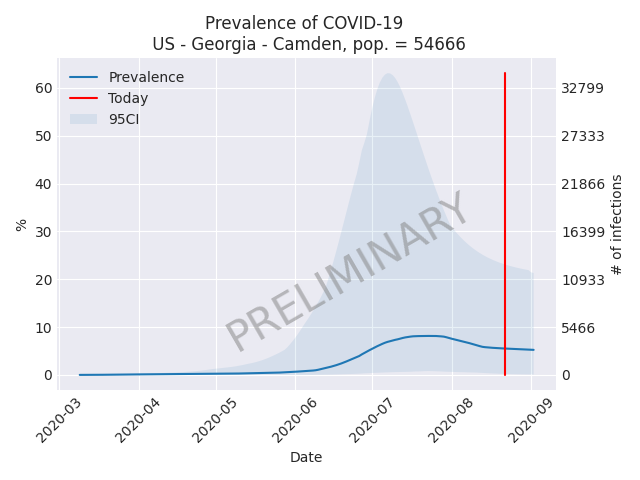 Prevalence of COVID-19
US - Georgia - Camden, pop. = 54666
Prevalence
Today
95CI
60
50
40
30
20
10
0
%
32799
27333
21866
16399
10933
5466
0
# of infections
PRELIMINARY
2020-03
2020-04
2020-05
2020-06
2020-07
2020-08
2020-09
Date